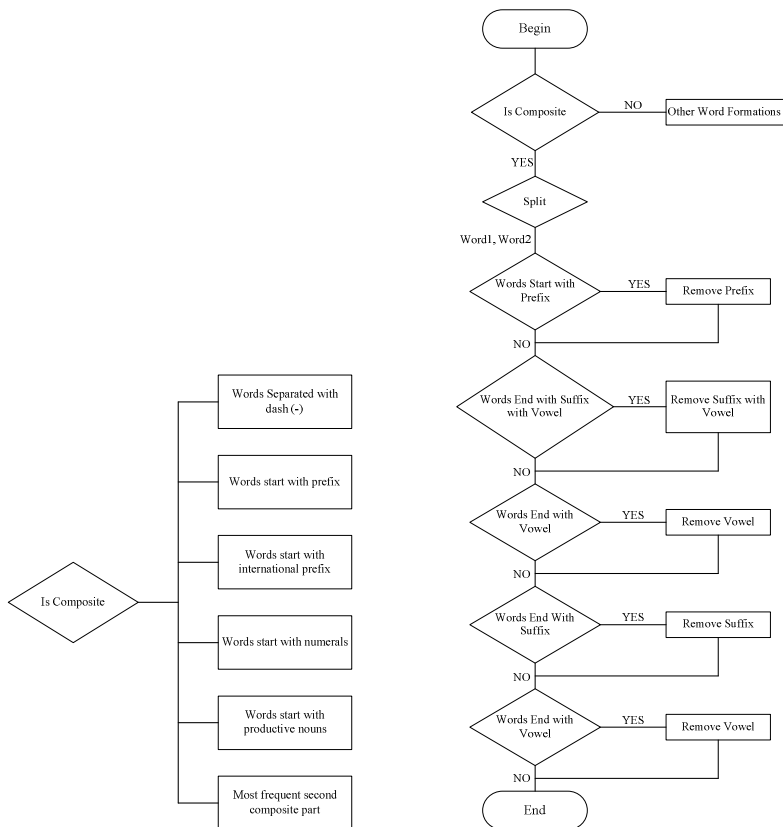 Is Composite
Words Separated with
dash (-)
Words start with prefix
Words start with
international prefix
Words start with numerals
Words start with
productive nouns
Most frequent second
composite part
Begin
Is Composite
NO
Other Word Formations
YES
Split
Word1, Word2
Words Start with
Prefix
YES
Remove Prefix
NO
Words End with Suffix
with Vowel
YES
Remove Suffix with
Vowel
NO
Words End with
Vowel
YES
Remove Vowel
NO
Words End With
Suffix
YES
Remove Suffix
NO
Words End with
Vowel
YES
Remove Vowel
NO
End